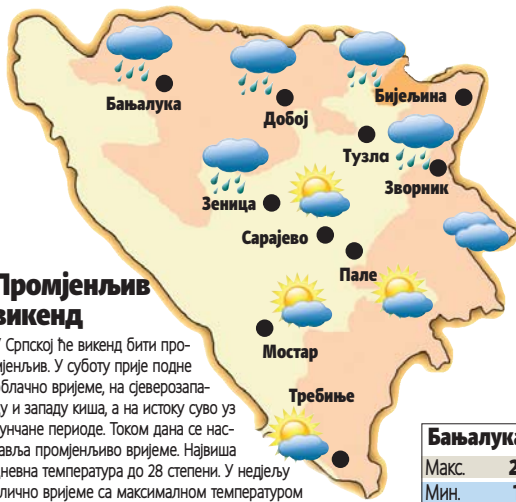 Бањалука
Добој
Бијељина
Тузла
Зворник
Зеница
Сарајево
Пале
Мостар
Требиње
Промјенљив
викенд
Српској ће викенд бити про-
мјенљив. У суботу прије подне
облачно вријеме, на сјеверозапа-
ду и западу киша, а на истоку суво уз
сунчане периоде. Током дана се нас-
тавља промјенљиво вријеме. Највиша
дневна температура до 28 степени. У недјељу
слично вријеме са максималном температуром
Бањалука
Макс.
Мин.